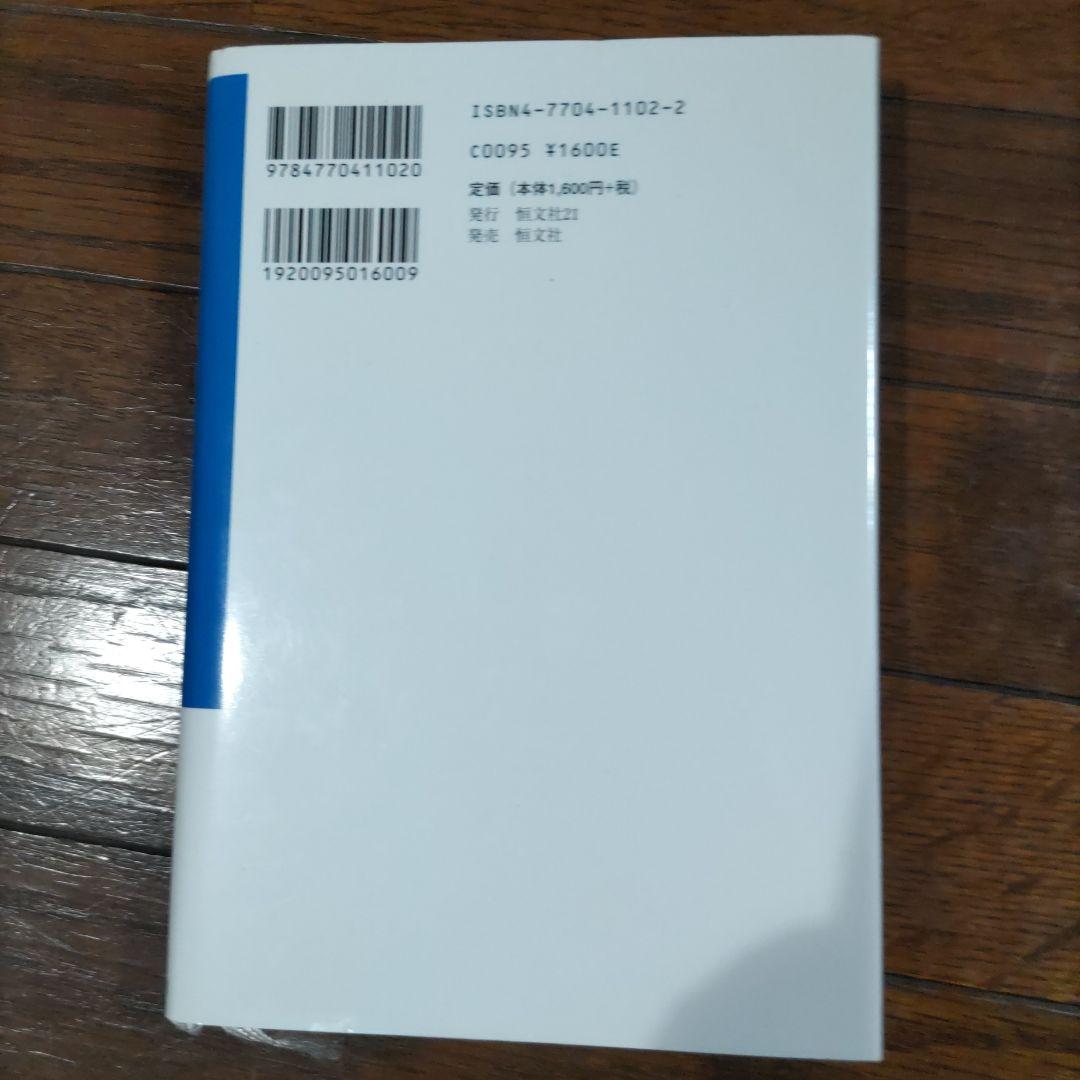 9784770411020
1920095016009
ISBN4-7704-1102-2
C0095 ¥1600E
定価（本体1,600円+税）
発行　恒文社21
発売　恒文社